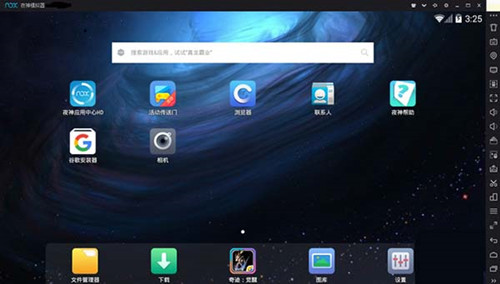 nox 夜神模拟器
3:25
搜索游戏&应用，试试"真龙霸业"
夜神应用中心HD 活动传送门 浏览器 联系人 夜神帮助
谷歌安装器 相机
文件管理器 下载 奇迹：觉醒 图库 设置